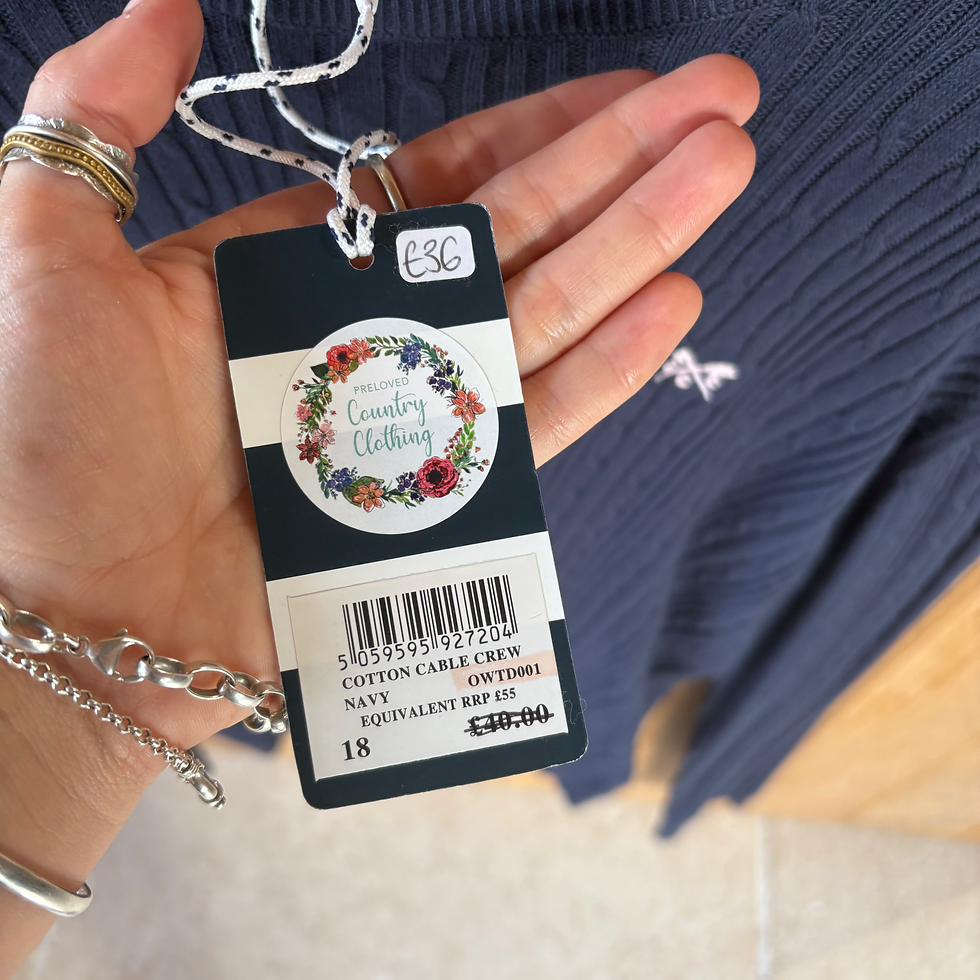 £36
PRELOVED
Country
Clothing
5 059595 927204
COTTON CABLE CREW
NAVY OWTD001
EQUIVALENT RRP £55
18 £40.00